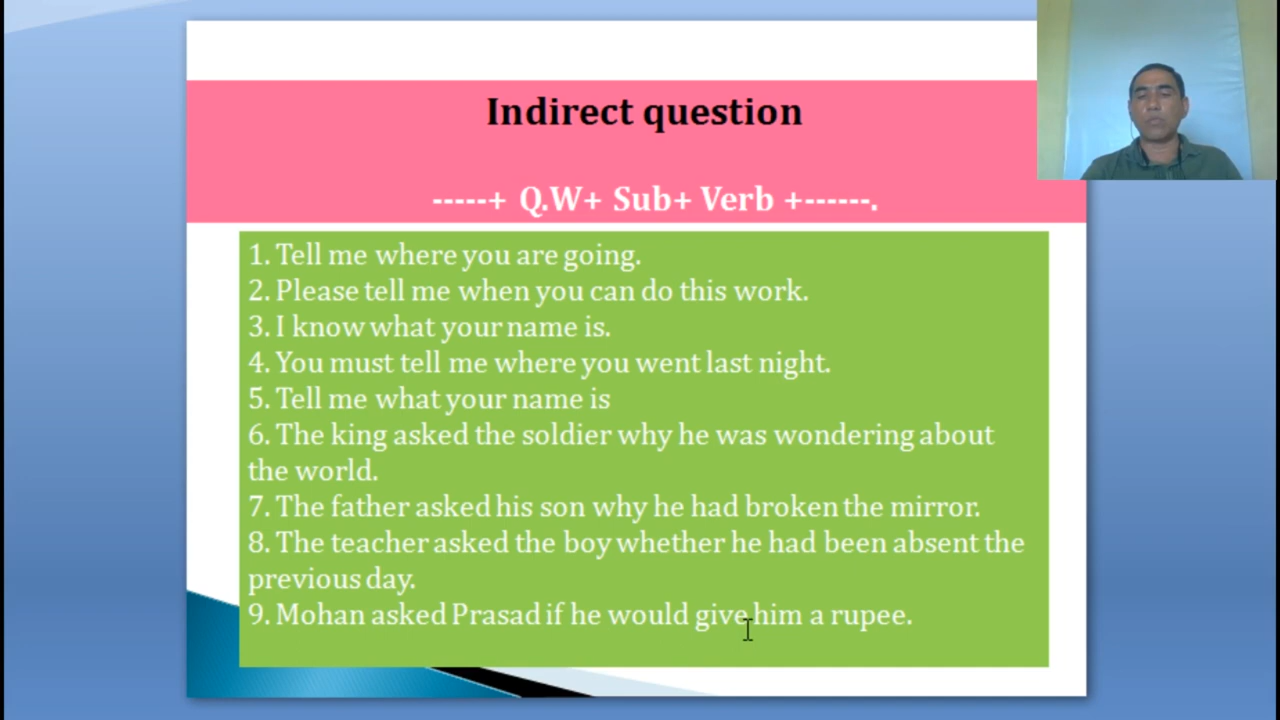 Indirect question
-----+ Q.W+ Sub+ Verb +------.
1. Tell me where you are going.
2. Please tell me when you can do this work.
3. I know what your name is.
4. You must tell me where you went last night.
5. Tell me what your name is
6. The king asked the soldier why he was wondering about
the world.
7. The father asked his son why he had broken the mirror.
8. The teacher asked the boy whether he had been absent the
previous day.
9. Mohan asked Prasad if he would give him a rupee.